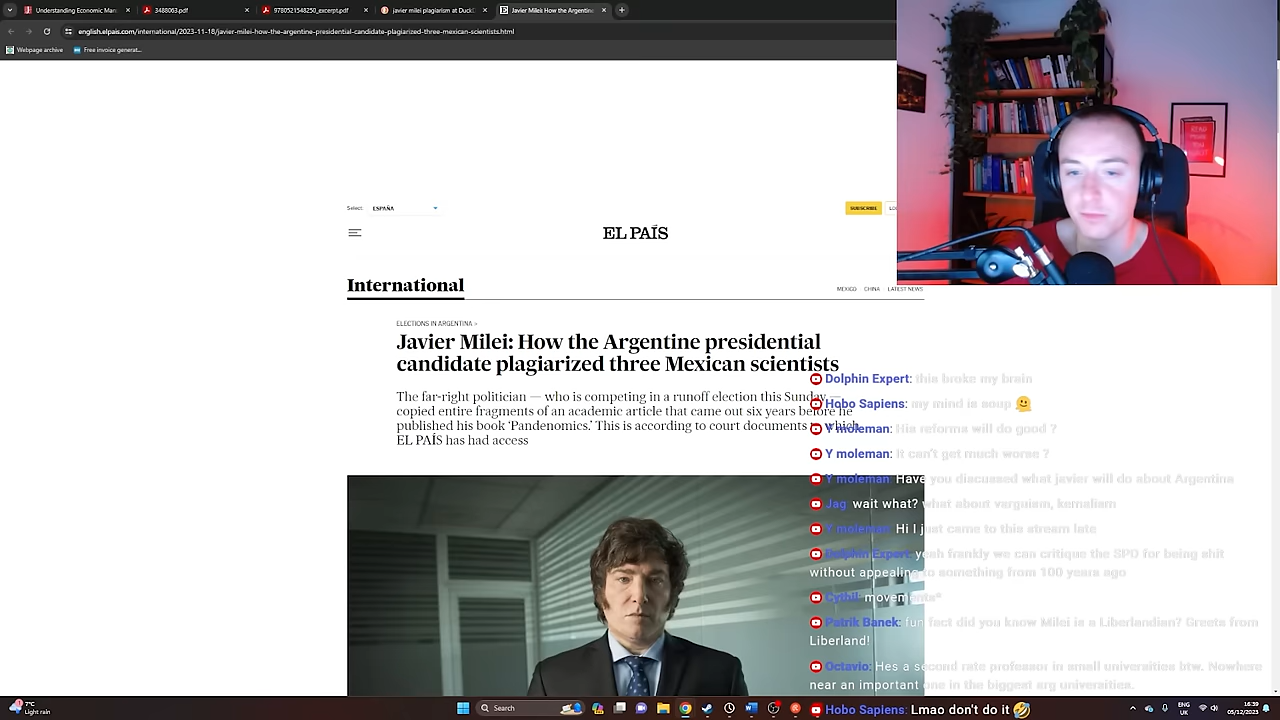 Understanding Economic Man
3488063.pdf
9780521548250_excerpt.pdf
javier milei plagiarism at Duck
Javier Milei: How the Argentine
english.elpais.com/international/2023-11-18/javier-milei-how-the-argentine-presidential-candidate-plagiarized-three-mexican-scientists.html
Webpage archive
Free invoice generat...
Select:
ESPAÑA
SUBSCRIBE
EL PAÍS
International
MEXICO
CHINA
LATEST NEWS
ELECTIONS IN ARGENTINA >
Javier Milei: How the Argentine presidential
candidate plagiarized three Mexican scientists
The far-right politician — who is competing in a runoff election this Sunday —
copied entire fragments of an academic article that came out six years before he
published his book ‘Pandenomics.’ This is according to court documents to which
EL PAÍS has had access
Dolphin Expert: this broke my brain
Hobo Sapiens: my mind is soup 🤗
Y moleman: His reforms will do good ?
Y moleman: It can't get much worse ?
Y moleman: Have you discussed what javier will do about Argentina
Jag: wait what? what about varguism, kemalism
Y moleman: Hi I just came to this stream late
Dolphin Expert: yeah frankly we can critique the SPD for being shit
without appealing to something from 100 years ago
movements*
Patrik Banek: fun fact did you know Milei is a Liberlandian? Greets from
Liberland!
Octavio: Hes a second rate professor in small universities btw. Nowhere
near an important one in the biggest arg universities.
Hobo Sapiens: Lmao don't do it 🤣
READ
MORE
YOU
7°C
Light rain
Search
ENG
UK
16:39
05/12/2023